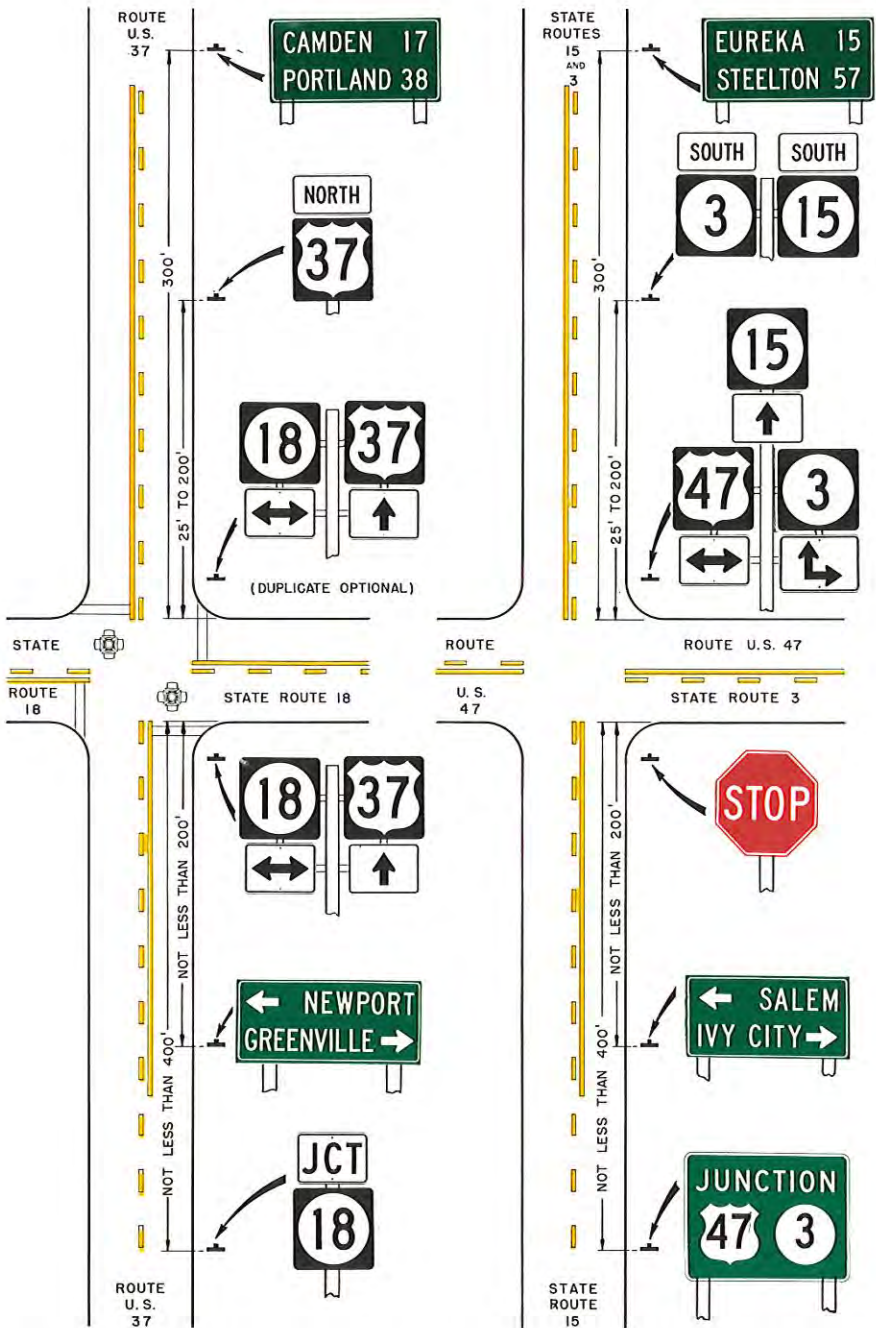 ROUTE
U.S.
37
CAMDEN 17
PORTLAND 38
NORTH
37
300'
25' TO 200'
18
37
(DUPLICATE OPTIONAL)
STATE
ROUTE
18
STATE ROUTE 18
NOT LESS THAN 200'
NOT LESS THAN 400'
18
37
NEWPORT
GREENVILLE
JCT
18
ROUTE
U.S.
37
STATE
ROUTES
15
AND
3
EUREKA 15
STEELTON 57
SOUTH
SOUTH
3
15
300'
25' TO 200'
15
47
3
ROUTE
U.S.
47
ROUTE U.S. 47
STATE ROUTE 3
NOT LESS THAN 200'
NOT LESS THAN 400'
STOP
SALEM
IVY CITY
JUNCTION
47 3
STATE
ROUTE
15